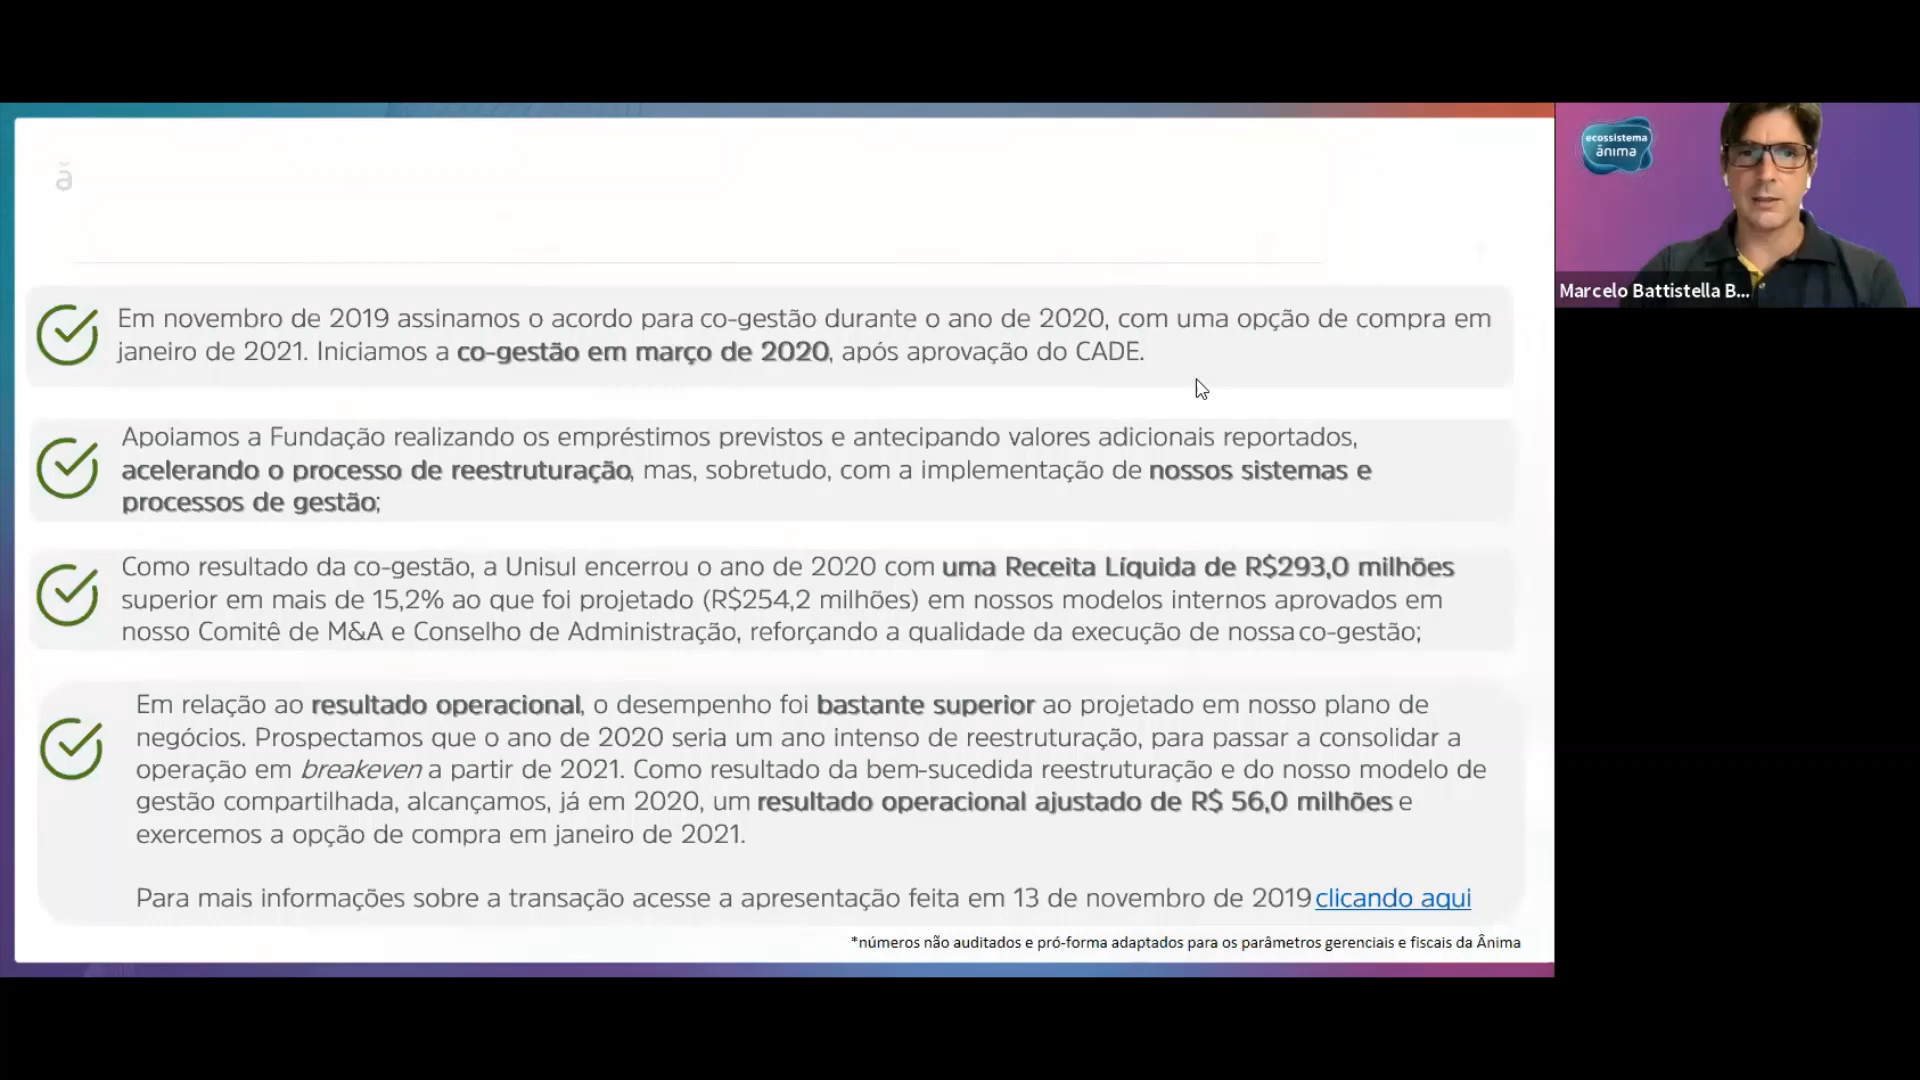 ă
Em novembro de 2019 assinamos o acordo para co-gestão durante o ano de 2020, com uma opção de compra em
janeiro de 2021. Iniciamos a co-gestão em março de 2020, após aprovação do CADE.
Apoiamos a Fundação realizando os empréstimos previstos e antecipando valores adicionais reportados,
acelerando o processo de reestruturação, mas, sobretudo, com a implementação de nossos sistemas e
processos de gestão;
Como resultado da co-gestão, a Unisul encerrou o ano de 2020 com uma Receita Líquida de R$293,0 milhões
superior em mais de 15,2% ao que foi projetado (R$254,2 milhões) em nossos modelos internos aprovados em
nosso Comitê de M&A e Conselho de Administração, reforçando a qualidade da execução de nossa co-gestão;
Em relação ao resultado operacional, o desempenho foi bastante superior ao projetado em nosso plano de
negócios. Prospectamos que o ano de 2020 seria um ano intenso de reestruturação, para passar a consolidar a
operação em breakeven a partir de 2021. Como resultado da bem-sucedida reestruturação e do nosso modelo de
gestão compartilhada, alcançamos, já em 2020, um resultado operacional ajustado de R$ 56,0 milhões e
exercemos a opção de compra em janeiro de 2021.
Para mais informações sobre a transação acesse a apresentação feita em 13 de novembro de 2019 clicando aqui
*números não auditados e pró-forma adaptados para os parâmetros gerenciais e fiscais da Ânima
ecossistema
ănima
Marcelo Battistella B...